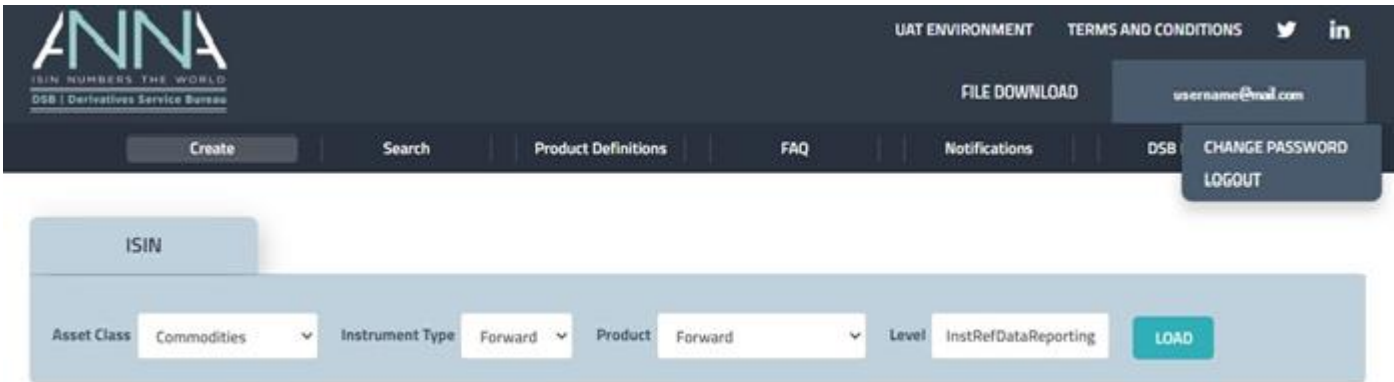 ANNA
ISIN NUMBERS THE WORLD
DSB | Derivatives Service Bureau
UAT ENVIRONMENT TERMS AND CONDITIONS in
FILE DOWNLOAD username@mail.com
Create Search Product Definitions FAQ Notifications DSB CHANGE PASSWORD
LOGOUT
ISIN
Asset Class Commodities Instrument Type Forward Product Forward Level InstRefDataReporting LOAD